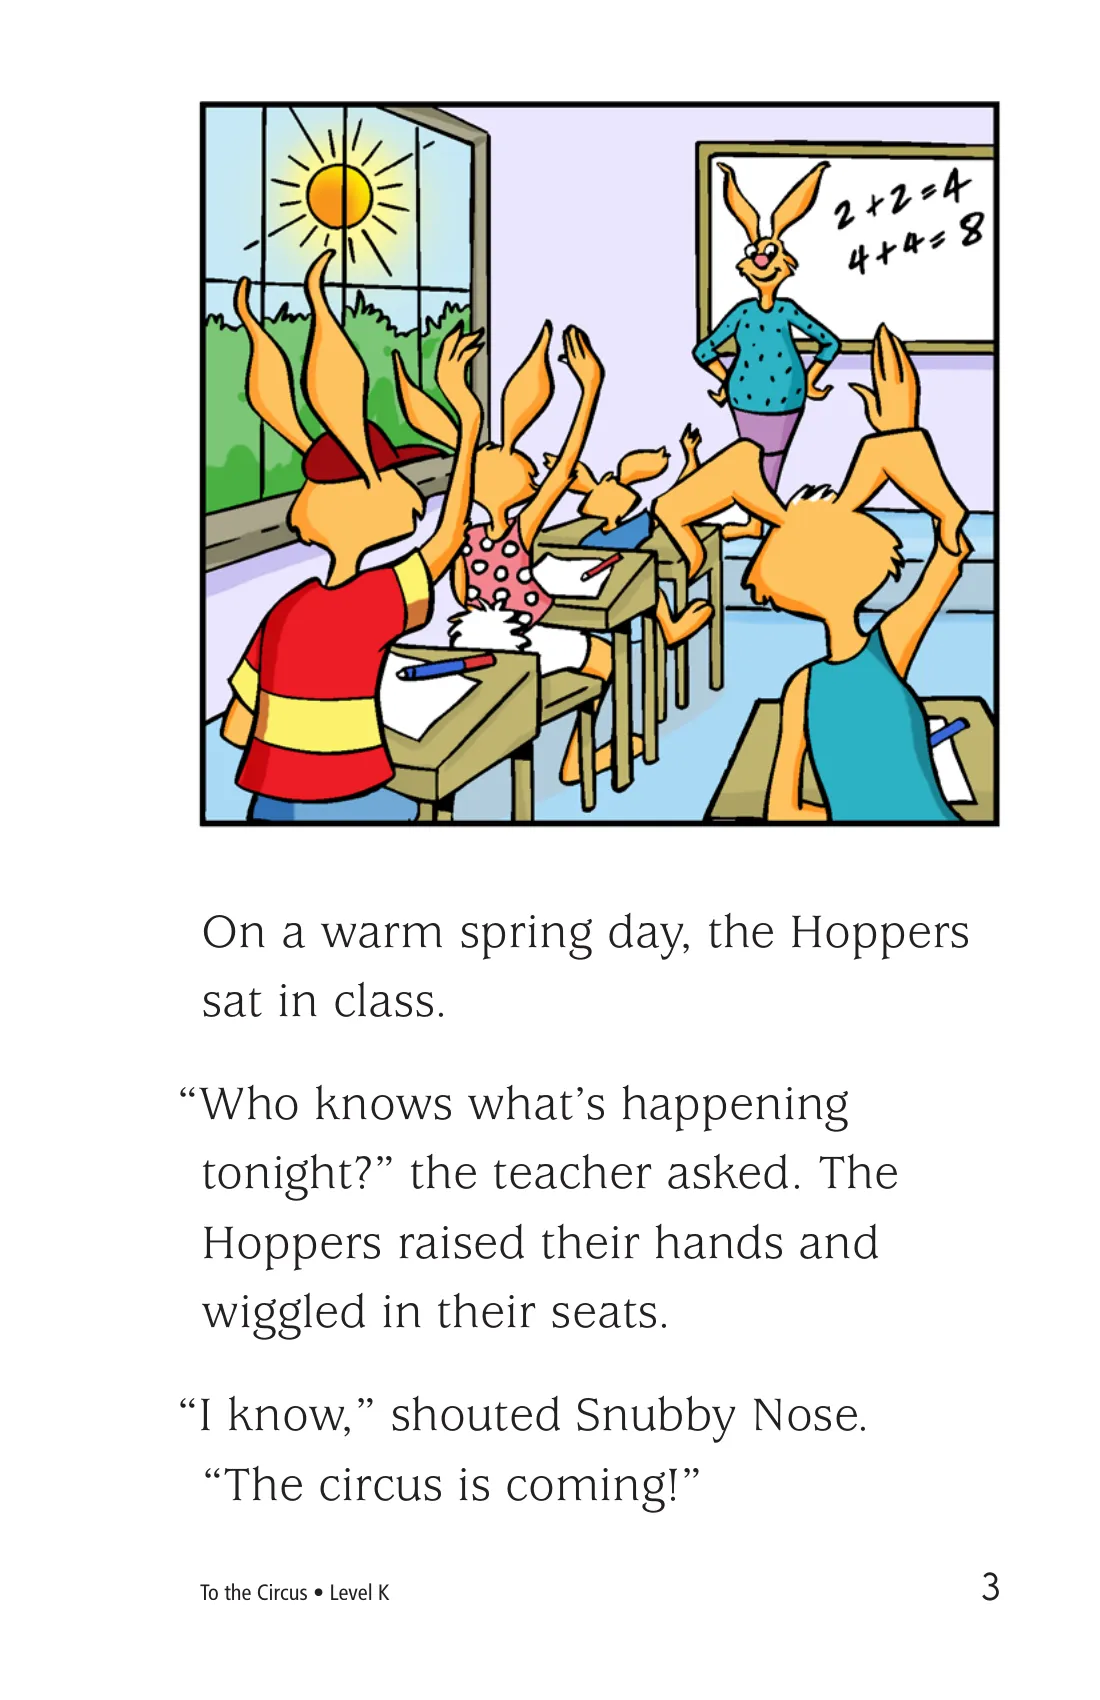 2+2=4
4+4=8
On a warm spring day, the Hoppers
sat in class.
“Who knows what’s happening
tonight?” the teacher asked. The
Hoppers raised their hands and
wiggled in their seats.
“I know,” shouted Snubby Nose.
“The circus is coming!”
To the Circus • Level K
3